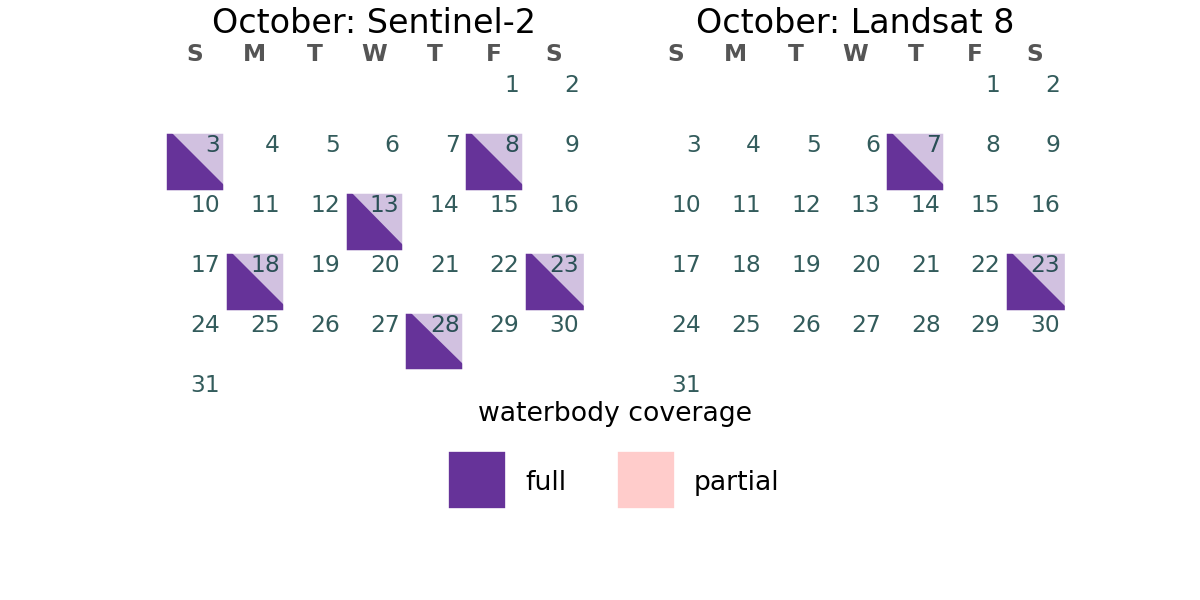 October: Sentinel-2
S M T W T F S
1 2
3 4 5 6 7 8 9
10 11 12 13 14 15 16
17 18 19 20 21 22 23
24 25 26 27 28 29 30
31
October: Landsat 8
S M T W T F S
1 2
3 4 5 6 7 8 9
10 11 12 13 14 15 16
17 18 19 20 21 22 23
24 25 26 27 28 29 30
31
waterbody coverage
full partial